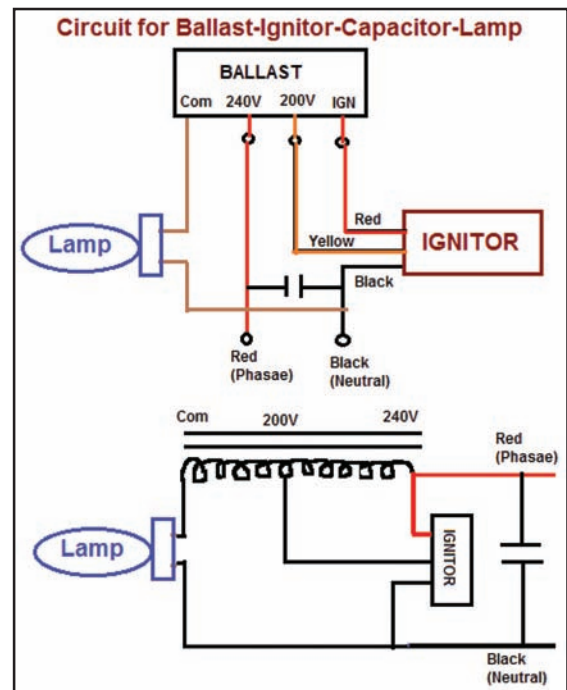 Circuit for Ballast-Ignitor-Capacitor-Lamp
BALLAST
Com 240V 200V IGN
Red
Lamp
Yellow
IGNITOR
Black
Red
(Phasae)
Black
(Neutral)
Com 200V 240V
Red
(Phasae)
Lamp
IGNITOR
Black
(Neutral)